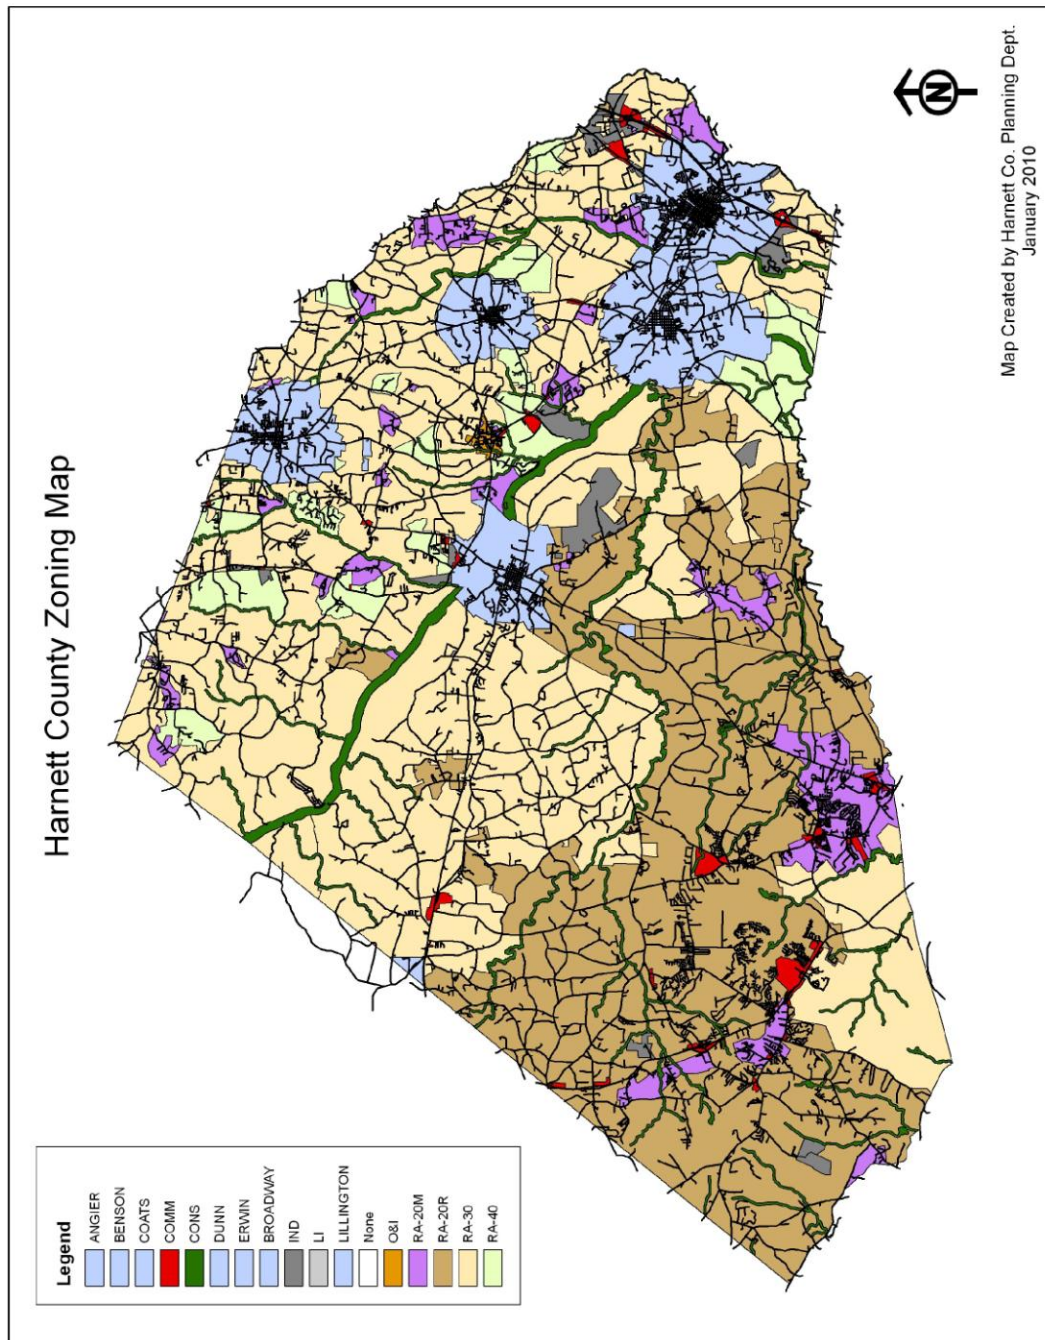 Harnett County Zoning Map
Legend
ANGIER
BENSON
COATS
COMM
CONS
DUNN
ERWIN
BROADWAY
IND
LI
LILLINGTON
None
O&I
RA-20M
RA-20R
RA-30
RA-40
N
Map Created by Harnett Co. Planning Dept.
January 2010